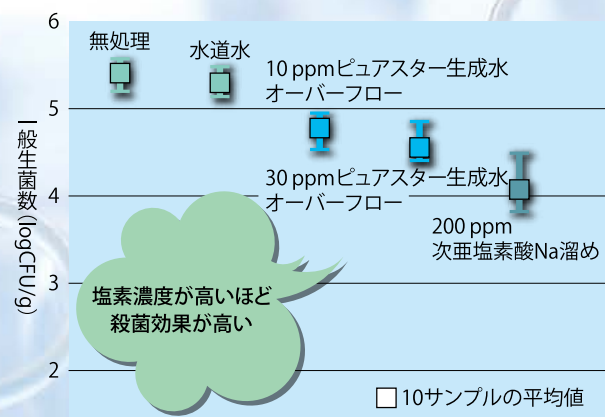 6
無処理
水道水
10 ppmピュアスター生成水
オーバーフロー
5
30 ppmピュアスター生成水
オーバーフロー
4
200 ppm
次亜塩素酸Na溜め
一般生菌数(logCFU/g)
3
塩素濃度が高いほど
殺菌効果が高い
2
10サンプルの平均値